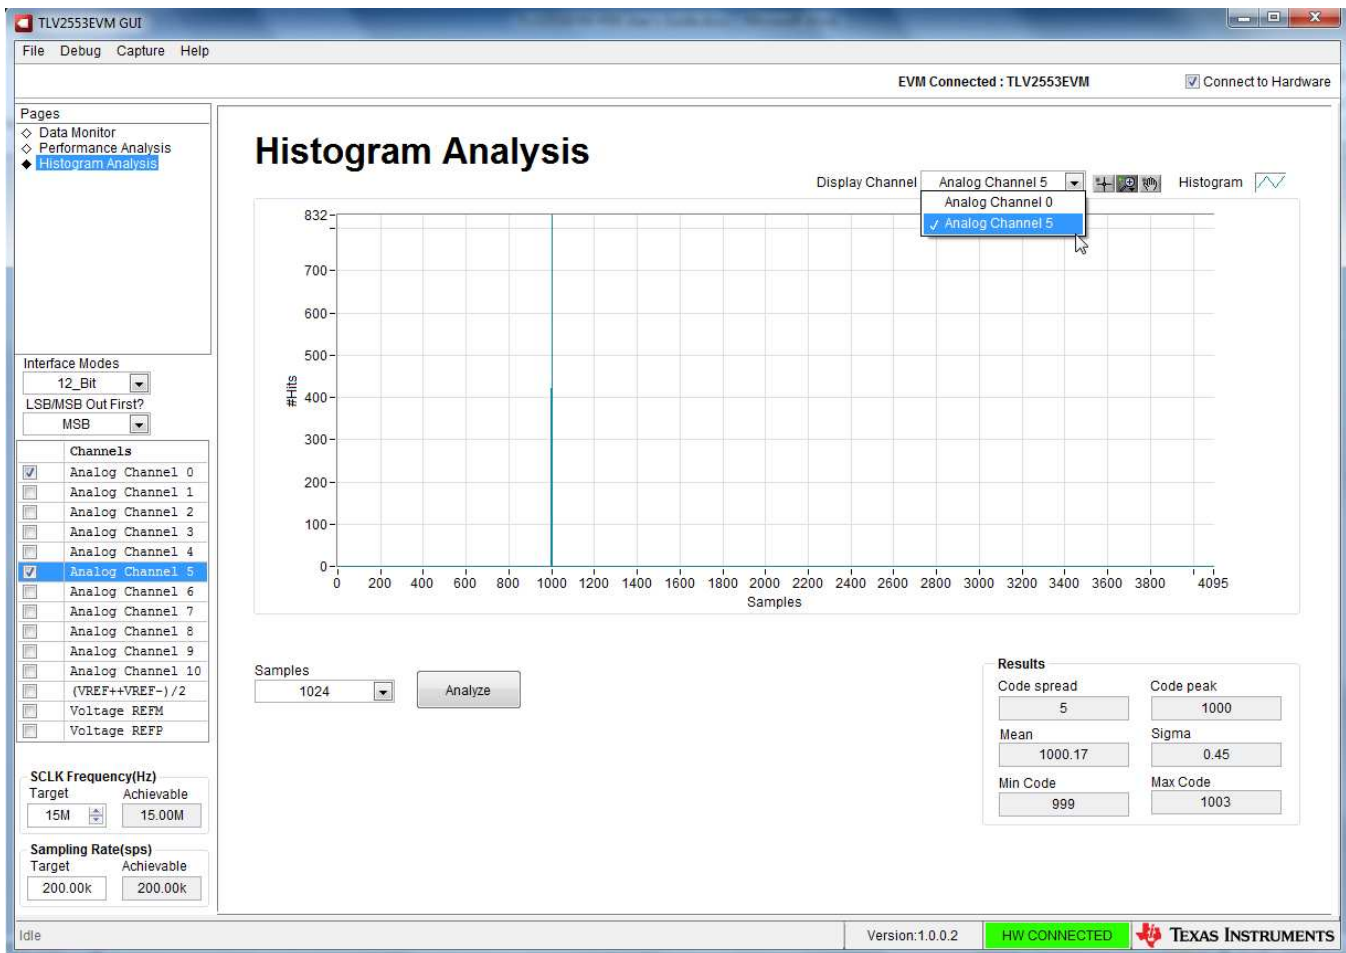 TLV2553EVM GUI
File Debug Capture Help
EVM Connected : TLV2553EVM
Connect to Hardware
Pages
Data Monitor
Performance Analysis
Histogram Analysis
Interface Modes
12_Bit
LSB/MSB Out First?
MSB
Channels
Analog Channel 0
Analog Channel 1
Analog Channel 2
Analog Channel 3
Analog Channel 4
Analog Channel 5
Analog Channel 6
Analog Channel 7
Analog Channel 8
Analog Channel 9
Analog Channel 10
(VREF++VREF-)/2
Voltage REFM
Voltage REFP
SCLK Frequency(Hz)
Target Achievable
15M 15.00M
Sampling Rate(sps)
Target Achievable
200.00k 200.00k
Histogram Analysis
Display Channel Analog Channel 5 Histogram
Analog Channel 0
Analog Channel 5
832
700
600
500
400
300
200
100
0
#Hits
0 200 400 600 800 1000 1200 1400 1600 1800 2000 2200 2400 2600 2800 3000 3200 3400 3600 3800 4095
Samples
Samples
1024
Analyze
Results
Code spread Code peak
5 1000
Mean Sigma
1000.17 0.45
Min Code Max Code
999 1003
Idle
Version:1.0.0.2
HW CONNECTED
TEXAS INSTRUMENTS